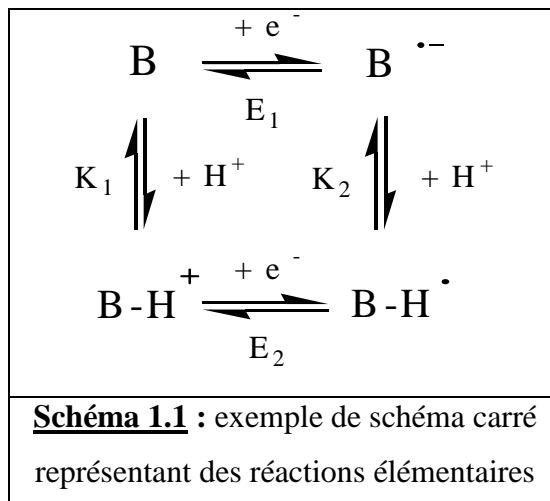 + e -
B B •–
E1
K1 + H+ K2 + H+
+ e -
B-H+ B-H•
E2
Schéma 1.1 : exemple de schéma carré
représentant des réactions élémentaires